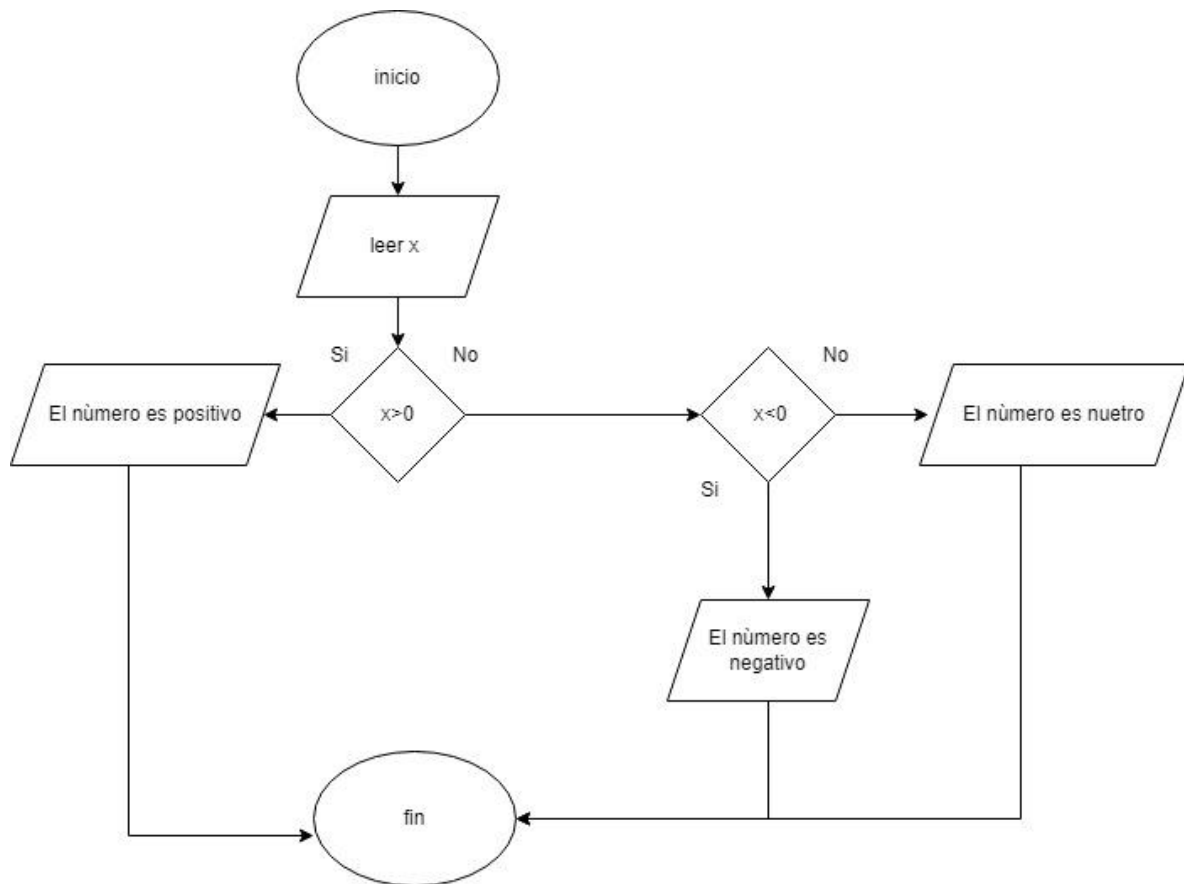 inicio
leer x
Si
No
No
El nùmero es positivo
x>0
x<0
El nùmero es nuetro
Si
El nùmero es
negativo
fin